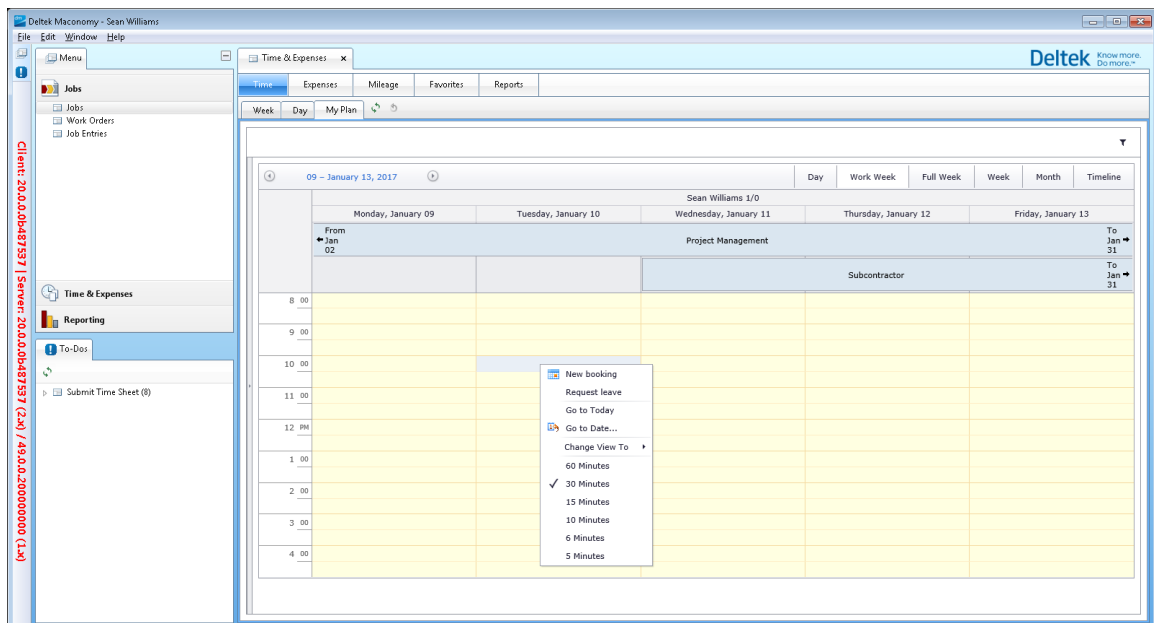 Deltek Maconomy - Sean Williams
File Edit Window Help
Menu
Jobs
Jobs
Work Orders
Job Entries
Time & Expenses
Reporting
To-Dos
Submit Time Sheet (8)
Client: 20.0.0.0b487537 | Server: 20.0.0.0b487537 (2.x) / 49.0.0.200000000 (1.x)
Time & Expenses
Deltek Know more. Do more.™
Time Expenses Mileage Favorites Reports
Week Day My Plan
09 – January 13, 2017 Day Work Week Full Week Week Month Timeline
Sean Williams 1/0
Monday, January 09 Tuesday, January 10 Wednesday, January 11 Thursday, January 12 Friday, January 13
From Jan 02 Project Management To Jan 31
Subcontractor To Jan 31
8 00
9 00
10 00
11 00
12 PM
1 00
2 00
3 00
4 00
New booking
Request leave
Go to Today
Go to Date...
Change View To
60 Minutes
30 Minutes
15 Minutes
10 Minutes
6 Minutes
5 Minutes